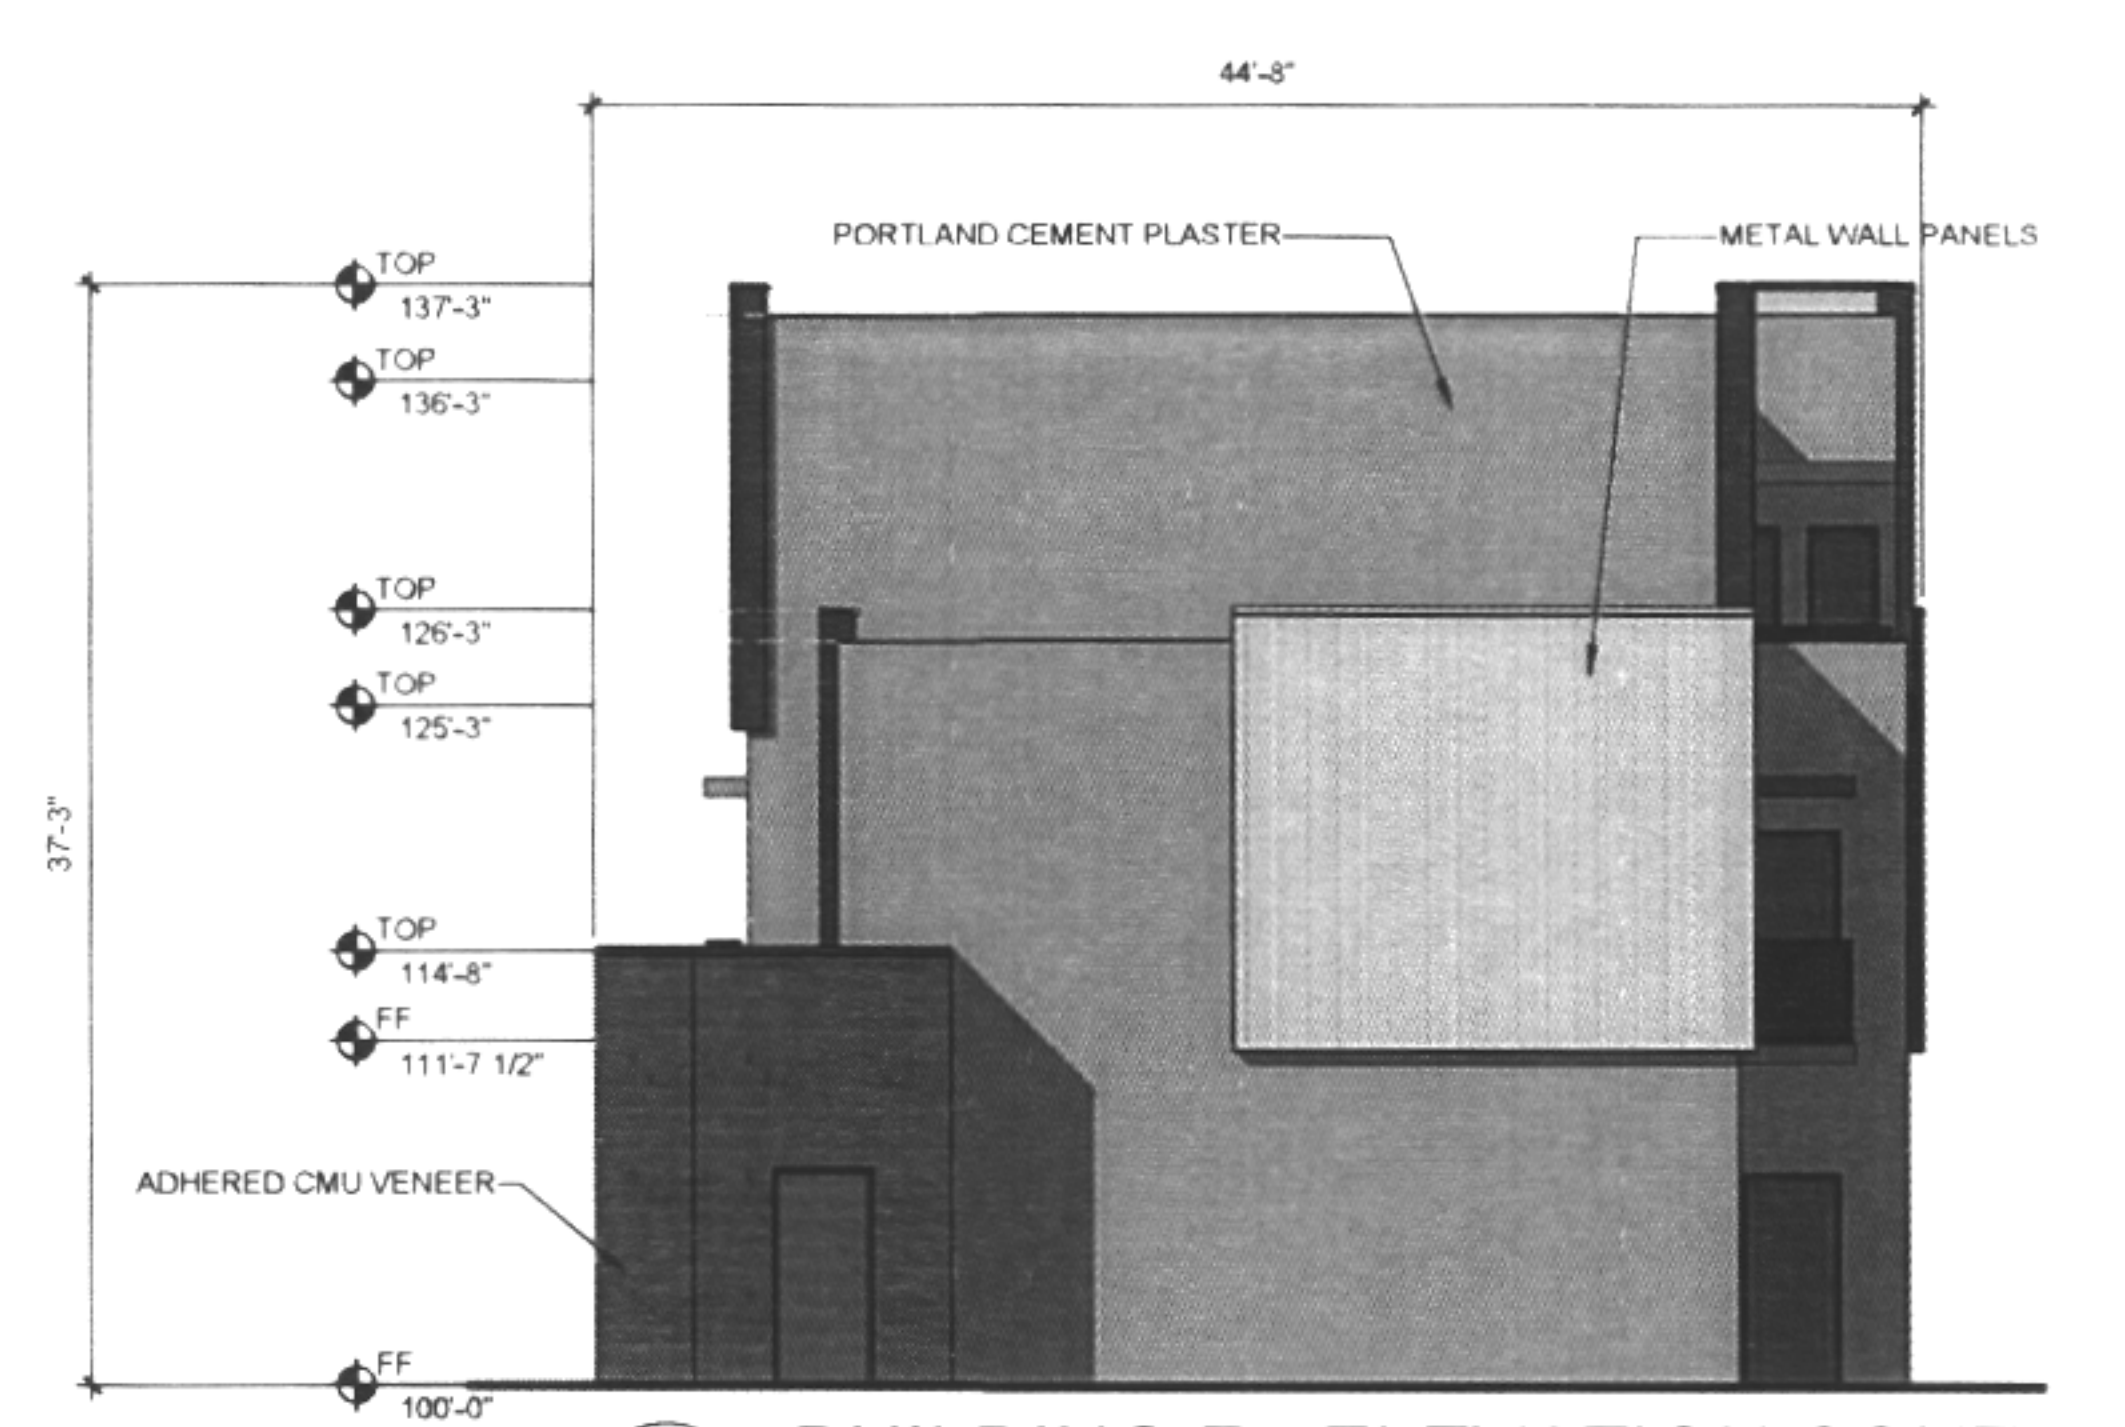 44'-8"
PORTLAND CEMENT PLASTER
METAL WALL PANELS
TOP
137'-3"
TOP
136'-3"
TOP
126'-3"
TOP
125'-3"
37'-3"
TOP
114'-8"
FF
111'-7 1/2"
ADHERED CMU VENEER
FF
100'-0"